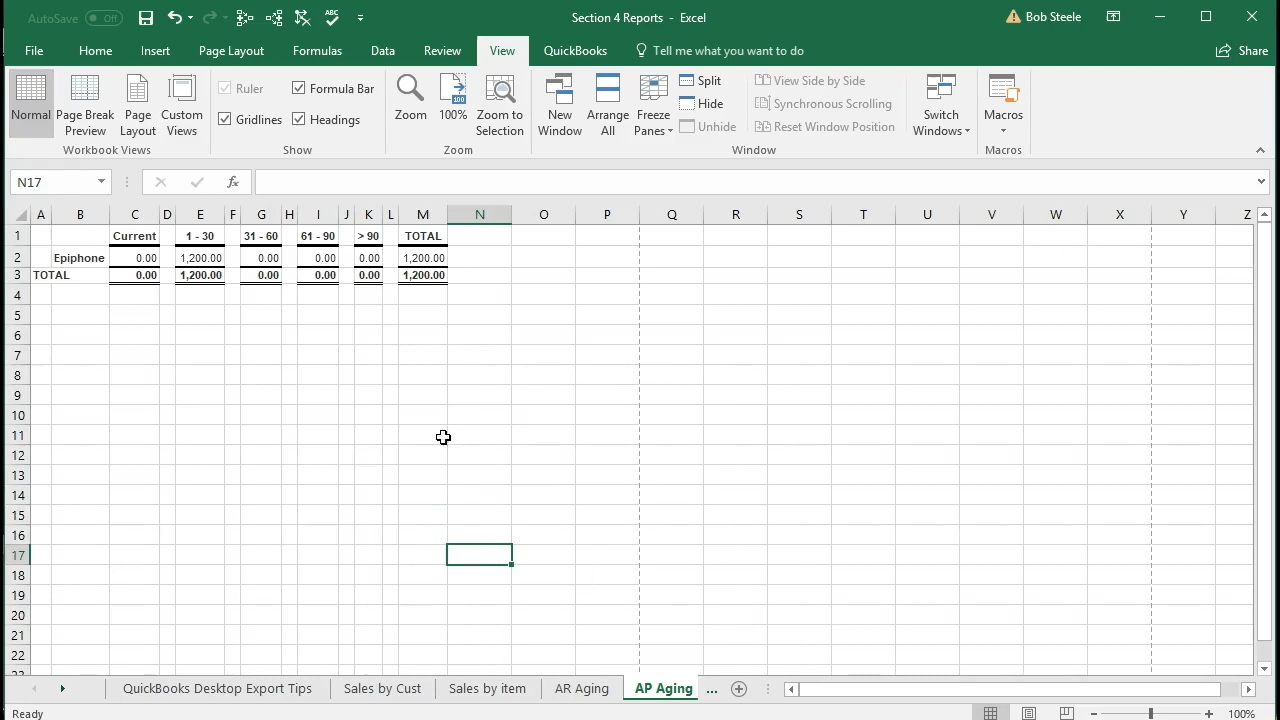 AutoSave Off
Section 4 Reports - Excel
Bob Steele
File Home Insert Page Layout Formulas Data Review View QuickBooks Tell me what you want to do Share
Normal
Page Break Preview
Page Layout
Custom Views
Workbook Views
Ruler
Formula Bar
Gridlines
Headings
Show
Zoom
100
100%
Zoom to Selection
Zoom
New Window
Arrange All
Freeze Panes
Split
Hide
Unhide
View Side by Side
Synchronous Scrolling
Reset Window Position
Switch Windows
Window
Macros
Macros
N17
fx
A B C D E F G H I J K L M N O P Q R S T U V W X Y Z
1 Current 1 - 30 31 - 60 61 - 90 > 90 TOTAL
2 Epiphone 0.00 1,200.00 0.00 0.00 0.00 1,200.00
3 TOTAL 0.00 1,200.00 0.00 0.00 0.00 1,200.00
4
5
6
7
8
9
10
11
12
13
14
15
16
17
18
19
20
21
22
23
QuickBooks Desktop Export Tips Sales by Cust Sales by item AR Aging AP Aging ...
Ready
100%